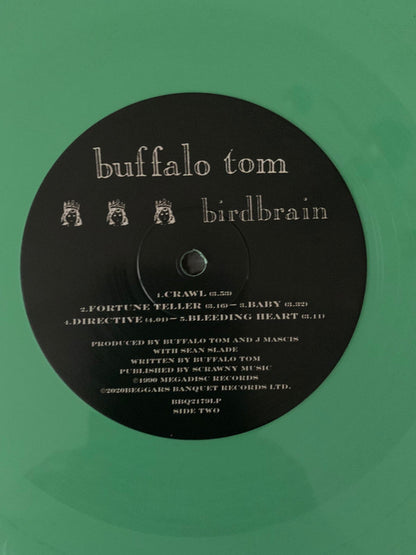 buffalo tom
birdbrain
1.CRAWL (3.53)
2.FORTUNE TELLER (3.16) – 3.BABY (3.32)
4.DIRECTIVE (4.01) – 5.BLEEDING HEART (3.11)
PRODUCED BY BUFFALO TOM AND J MASCIS
WITH SEAN SLADE
WRITTEN BY BUFFALO TOM
PUBLISHED BY SCRAWNY MUSIC
℗1990 MEGADISC RECORDS
©2020BEGGARS BANQUET RECORDS LTD.
BBQ2179LP
SIDE TWO